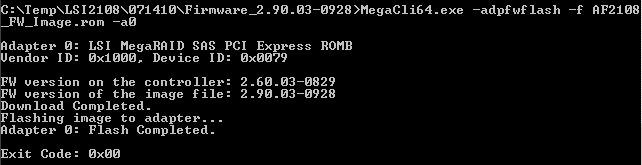 C:\Temp\LSI2108\071410\Firmware_2.90.03-0928>MegaCli64.exe -adpfwflash -f AF2108
_FW_Image.rom -a0
Adapter 0: LSI MegaRAID SAS PCI Express ROMB
Vendor ID: 0x1000, Device ID: 0x0079
FW version on the controller: 2.60.03-0829
FW version of the image file: 2.90.03-0928
Download Completed.
Flashing image to adapter...
Adapter 0: Flash Completed.
Exit Code: 0x00